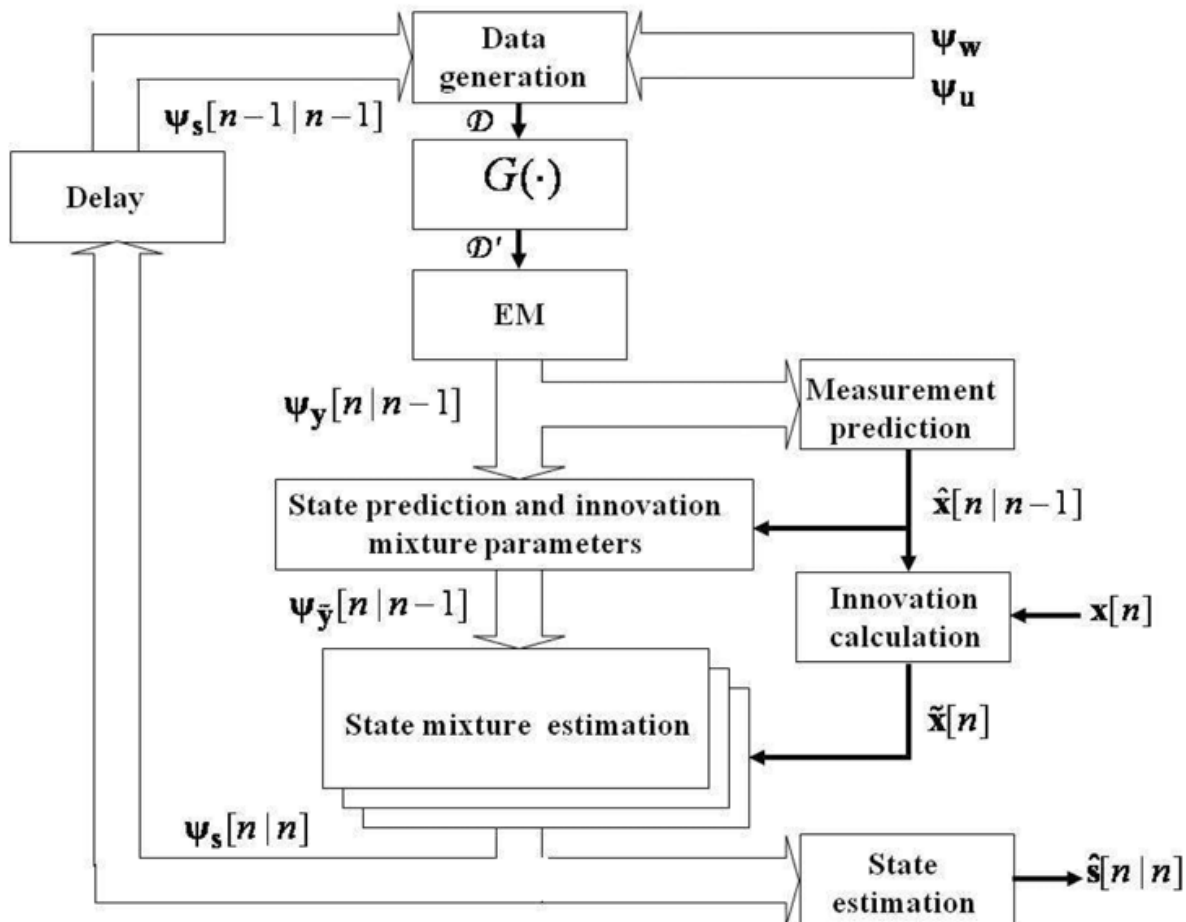 Data
generation
ψw
ψu
ψs[n−1|n−1]
𝒟
Delay
G(·)
𝒟'
EM
ψy[n|n−1]
Measurement
prediction
State prediction and innovation
mixture parameters
x̂[n|n−1]
ψỹ[n|n−1]
Innovation
calculation
x[n]
State mixture estimation
x̃[n]
ψs[n|n]
State
estimation
ŝ[n|n]